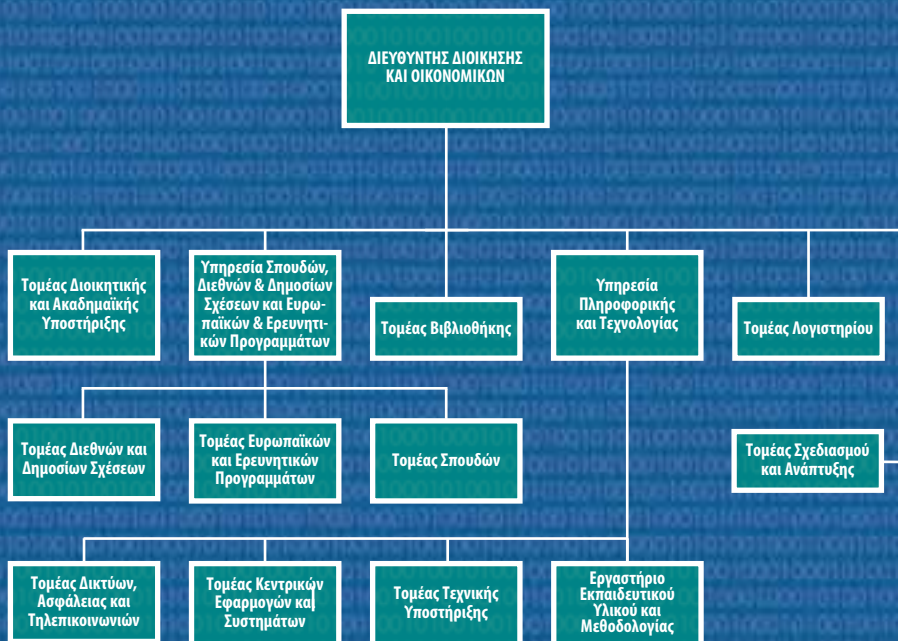 ΔΙΕΥΘΥΝΤΗΣ ΔΙΟΙΚΗΣΗΣ
ΚΑΙ ΟΙΚΟΝΟΜΙΚΩΝ
Τομέας Διοικητικής
και Ακαδημαϊκής
Υποστήριξης
Υπηρεσία Σπουδών,
Διεθνών & Δημοσίων
Σχέσεων και Ευρω-
παϊκών & Ερευνητι-
κών Προγραμμάτων
Τομέας Βιβλιοθήκης
Υπηρεσία
Πληροφορικής
και Τεχνολογίας
Τομέας Λογιστηρίου
Τομέας Διεθνών και
Δημοσίων Σχέσεων
Τομέας Ευρωπαϊκών
και Ερευνητικών
Προγραμμάτων
Τομέας Σπουδών
Τομέας Σχεδιασμού
και Ανάπτυξης
Τομέας Δικτύων,
Ασφάλειας και
Τηλεπικοινωνιών
Τομέας Κεντρικών
Εφαρμογών και
Συστημάτων
Τομέας Τεχνικής
Υποστήριξης
Εργαστήριο
Εκπαιδευτικού
Υλικού και
Μεθοδολογίας